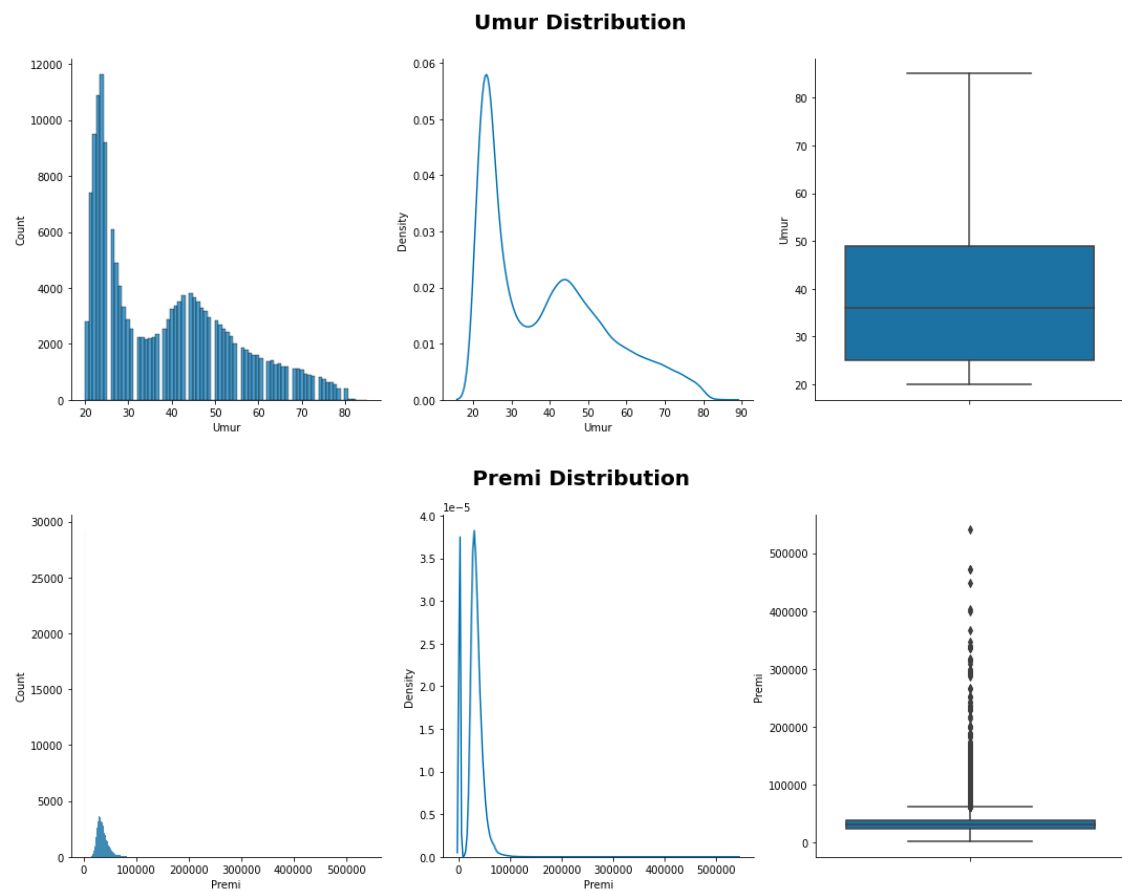 Umur Distribution
12000
10000
8000
6000
4000
2000
0
Count
20 30 40 50 60 70 80
Umur
0.06
0.05
0.04
0.03
0.02
0.01
0.00
Density
20 30 40 50 60 70 80 90
Umur
80
70
60
50
40
30
20
Umur
Premi Distribution
30000
25000
20000
15000
10000
5000
0
Count
0 100000 200000 300000 400000 500000
Premi
1e−5
4.0
3.5
3.0
2.5
2.0
1.5
1.0
0.5
0.0
Density
0 100000 200000 300000 400000 500000
Premi
500000
400000
300000
200000
100000
0
Premi